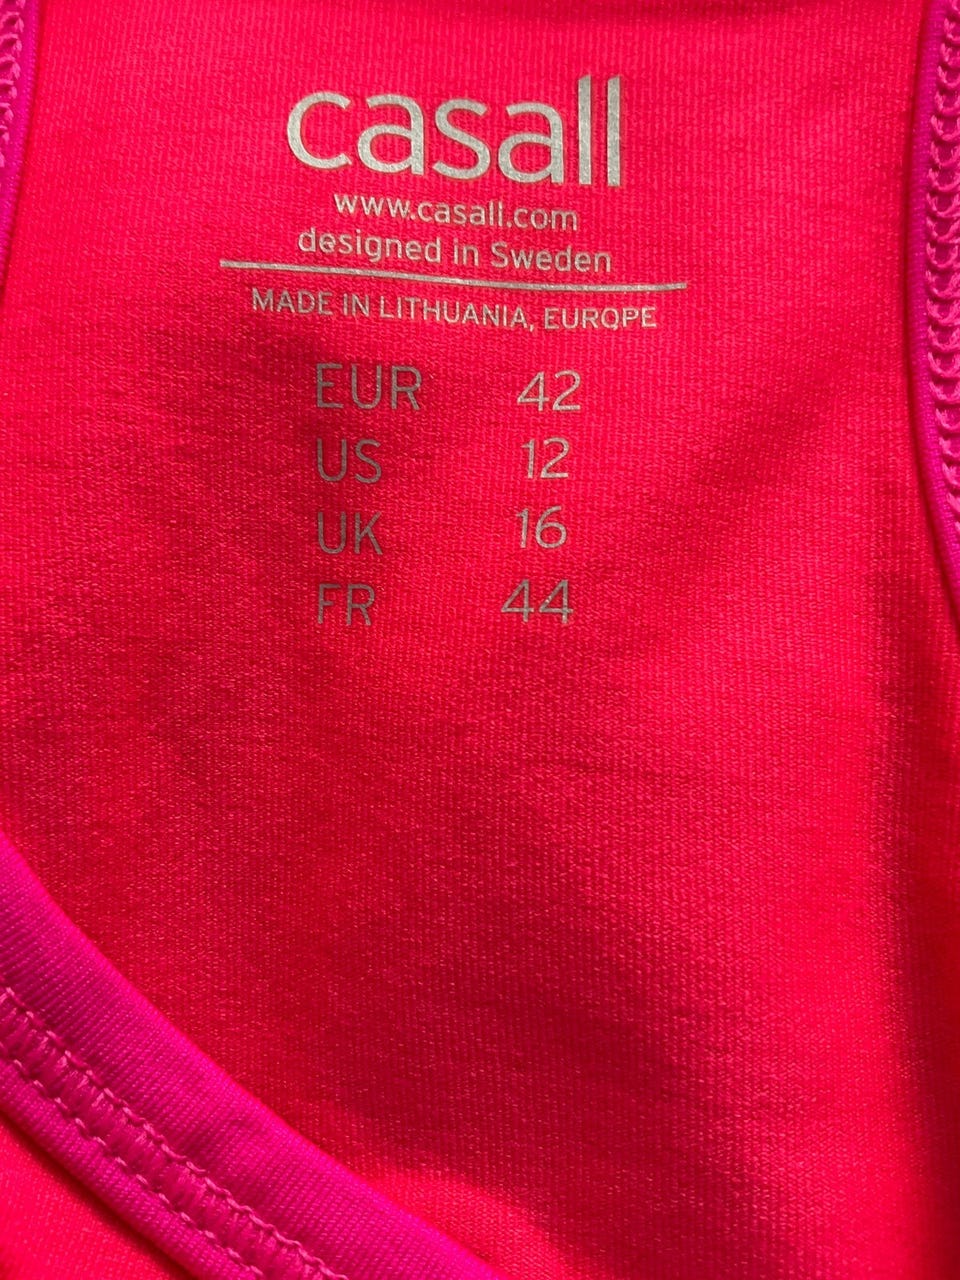 casall
www.casall.com
designed in Sweden
MADE IN LITHUANIA, EUROPE
EUR 42
US 12
UK 16
FR 44